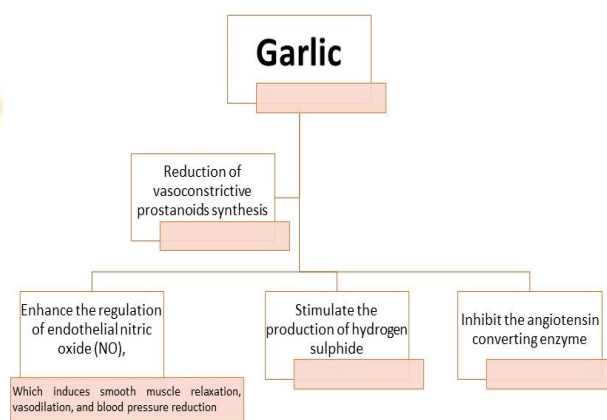 Garlic
Reduction of
vasoconstrictive
prostanoids synthesis
Enhance the regulation
of endothelial nitric
oxide (NO),
Which induces smooth muscle relaxation,
vasodilation, and blood pressure reduction
Stimulate the
production of hydrogen
sulphide
Inhibit the angiotensin
converting enzyme